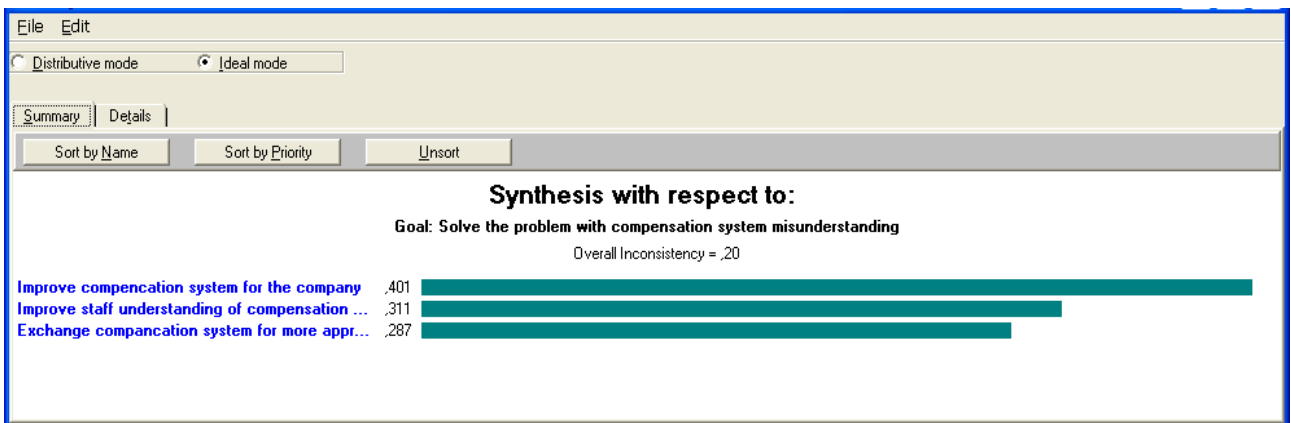 File Edit
Distributive mode Ideal mode
Summary Details
Sort by Name Sort by Priority Unsort
Synthesis with respect to:
Goal: Solve the problem with compensation system misunderstanding
Overall Inconsistency = ,20
Improve compencation system for the company ,401
Improve staff understanding of compensation ... ,311
Exchange compancation system for more appr... ,287